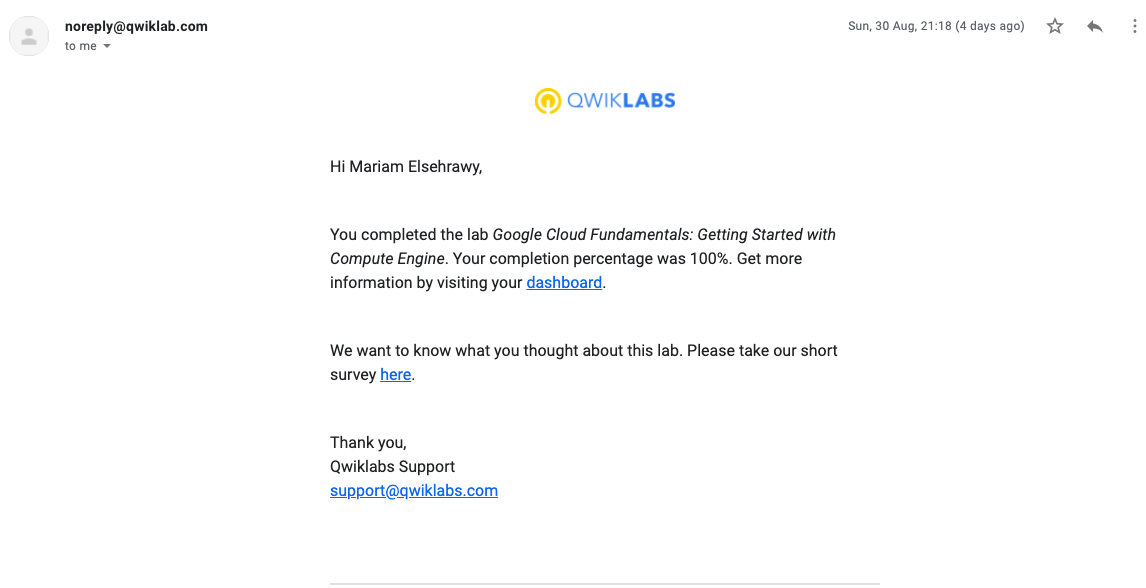 noreply@qwiklab.com
Sun, 30 Aug, 21:18 (4 days ago)
to me
QWIKLABS
Hi Mariam Elsehrawy,
You completed the lab Google Cloud Fundamentals: Getting Started with
Compute Engine. Your completion percentage was 100%. Get more
information by visiting your dashboard.
We want to know what you thought about this lab. Please take our short
survey here.
Thank you,
Qwiklabs Support
support@qwiklabs.com